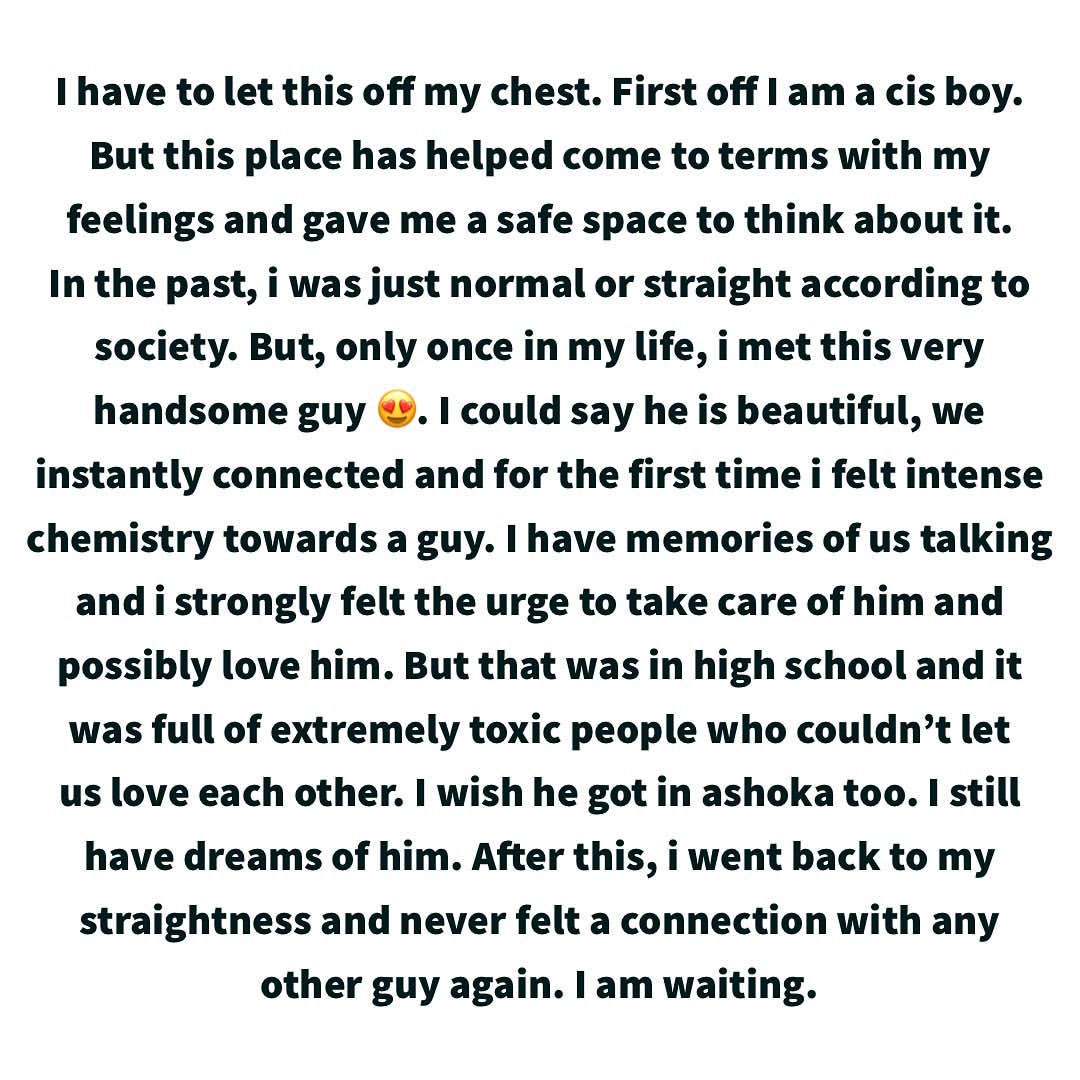 I have to let this off my chest. First off I am a cis boy.
But this place has helped come to terms with my
feelings and gave me a safe space to think about it.
In the past, i was just normal or straight according to
society. But, only once in my life, i met this very
handsome guy 😍. I could say he is beautiful, we
instantly connected and for the first time i felt intense
chemistry towards a guy. I have memories of us talking
and i strongly felt the urge to take care of him and
possibly love him. But that was in high school and it
was full of extremely toxic people who couldn’t let
us love each other. I wish he got in ashoka too. I still
have dreams of him. After this, i went back to my
straightness and never felt a connection with any
other guy again. I am waiting.